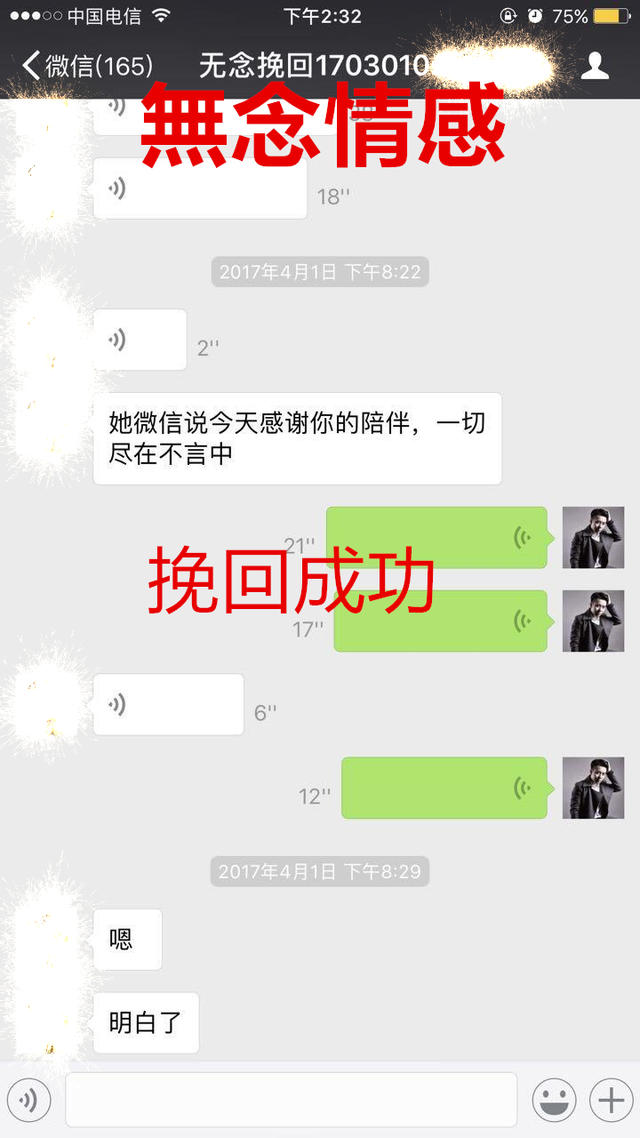 中国电信
下午2:32
75%
微信(165)
无念挽回1703010
無念情感
18''
2017年4月1日 下午8:22
2''
她微信说今天感谢你的陪伴，一切
尽在不言中
21''
挽回成功
17''
6''
12''
2017年4月1日 下午8:29
嗯
明白了